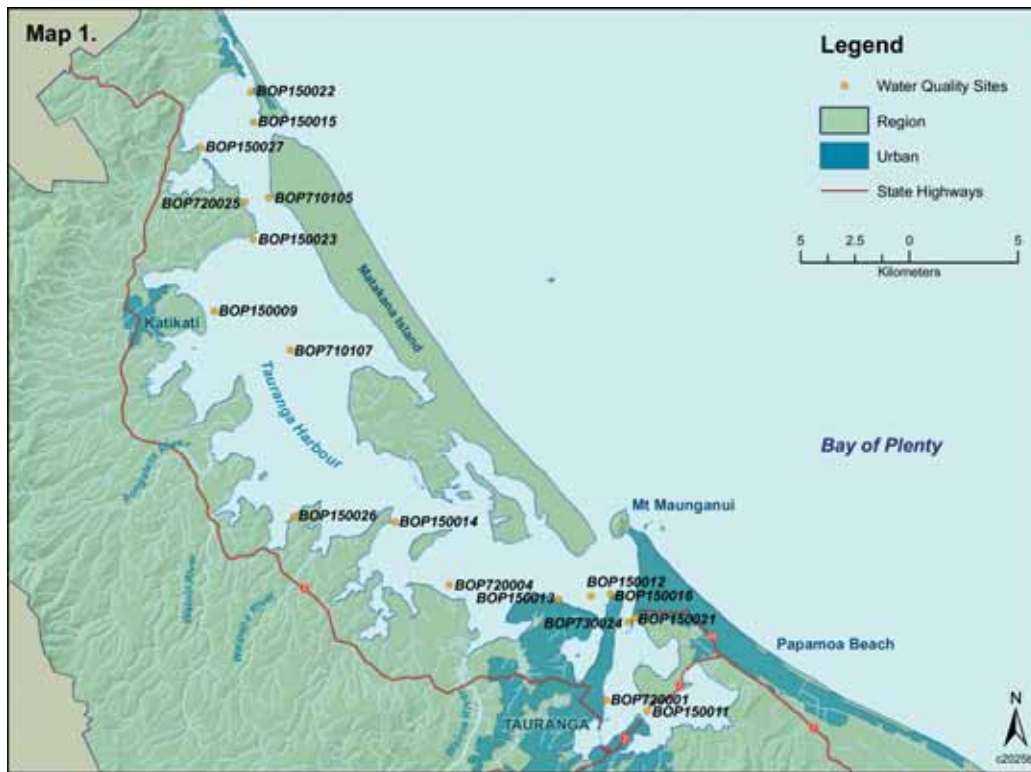 Map 1.
Legend
Water Quality Sites
Region
Urban
State Highways
5 2.5 0 5
Kilometers
BOP150022
BOP150015
BOP150027
BOP710105
BOP720025
BOP150023
Matakana Island
BOP150009
Katikati
BOP710107
Tauranga Harbour
Bay of Plenty
Mt Maunganui
BOP150026
BOP150014
BOP720004
BOP150012
BOP150013
BOP150016
BOP730024
BOP150021
Papamoa Beach
BOP720001
BOP150011
TAURANGA
N